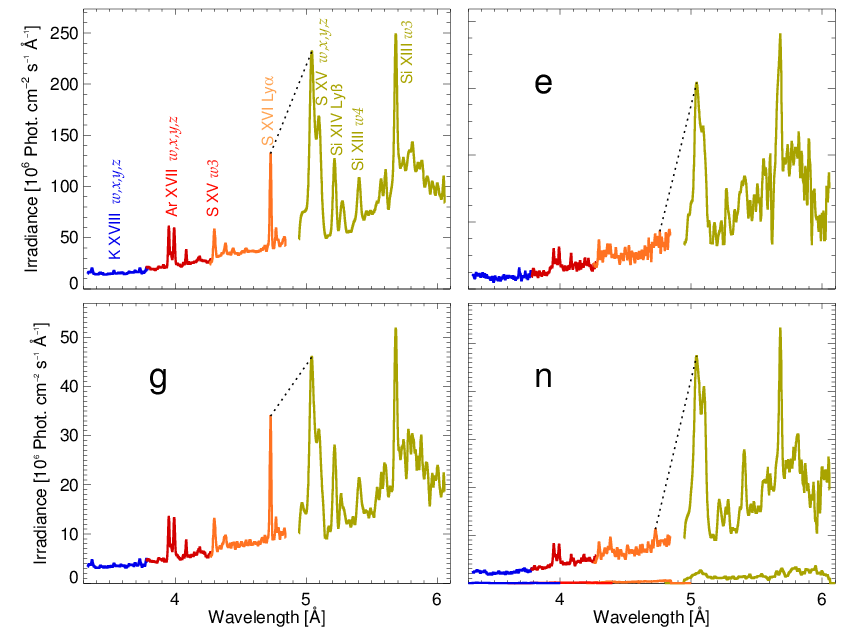 Irradiance [10⁶ Phot. cm⁻² s⁻¹ Å⁻¹]
250
200
150
100
50
0
K XVIII w,x,y,z
Ar XVII w,x,y,z
S XV w3
S XVI Lyα
S XV w,x,y,z
Si XIV Lyß
Si XIII w4
Si XIII w3
e
Irradiance [10⁶ Phot. cm⁻² s⁻¹ Å⁻¹]
50
40
30
20
10
0
g
n
4
5
6
4
5
6
Wavelength [Å]
Wavelength [Å]